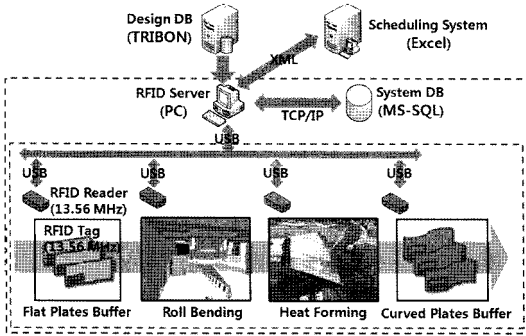 Design DB
(TRIBON)
Scheduling System
(Excel)
XML
RFID Server
(PC)
System DB
(MS-SQL)
TCP/IP
USB
USB
USB
USB
USB
RFID Reader
(13.56 MHz)
RFID Tag
(13.56 MHz)
Flat Plates Buffer
Roll Bending
Heat Forming
Curved Plates Buffer